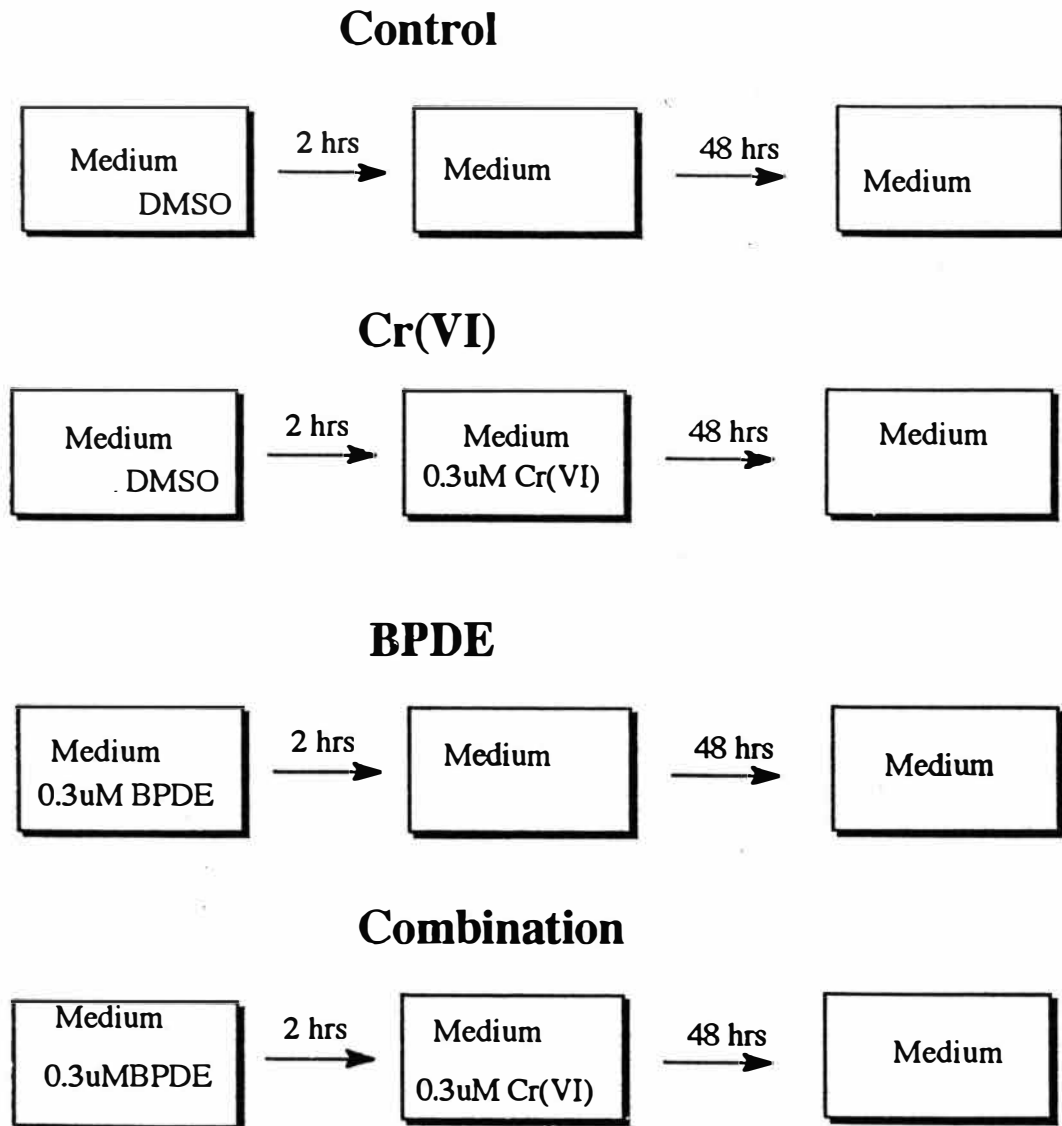 Control
Medium
DMSO
2 hrs
Medium
48 hrs
Medium
Cr(VI)
Medium
DMSO
2 hrs
Medium
0.3uM Cr(VI)
48 hrs
Medium
BPDE
Medium
0.3uM BPDE
2 hrs
Medium
48 hrs
Medium
Combination
Medium
0.3uMBPDE
2 hrs
Medium
0.3uM Cr(VI)
48 hrs
Medium